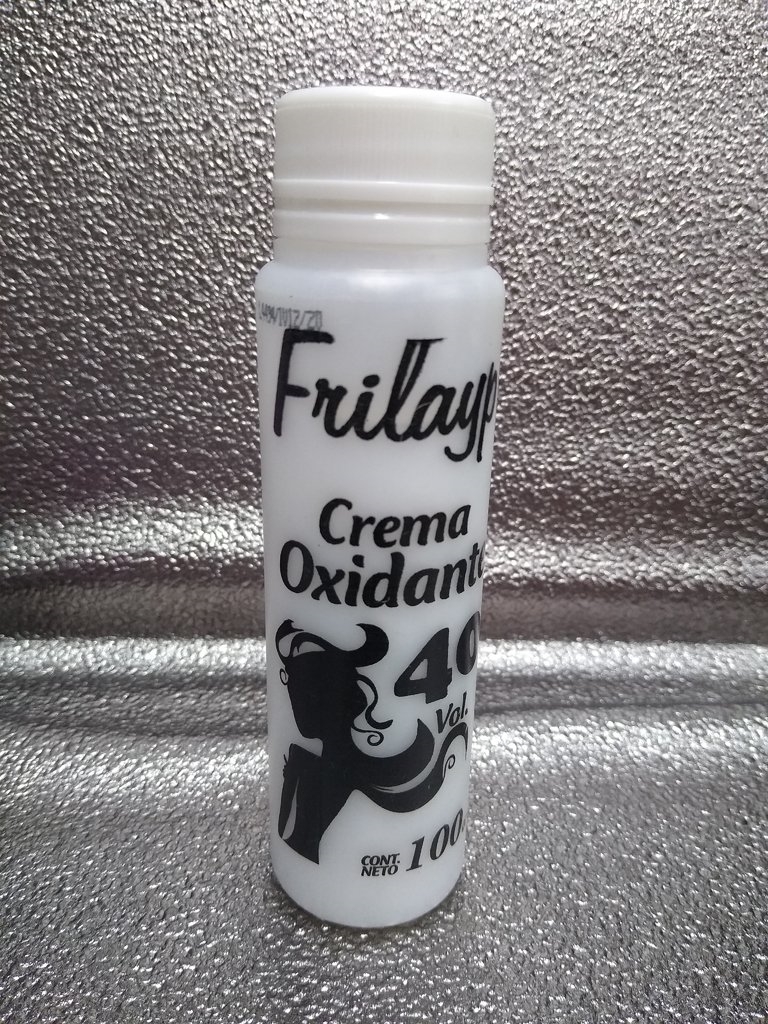 Frilayp
Crema
Oxidante
40
Vol.
CONT.
NETO 100